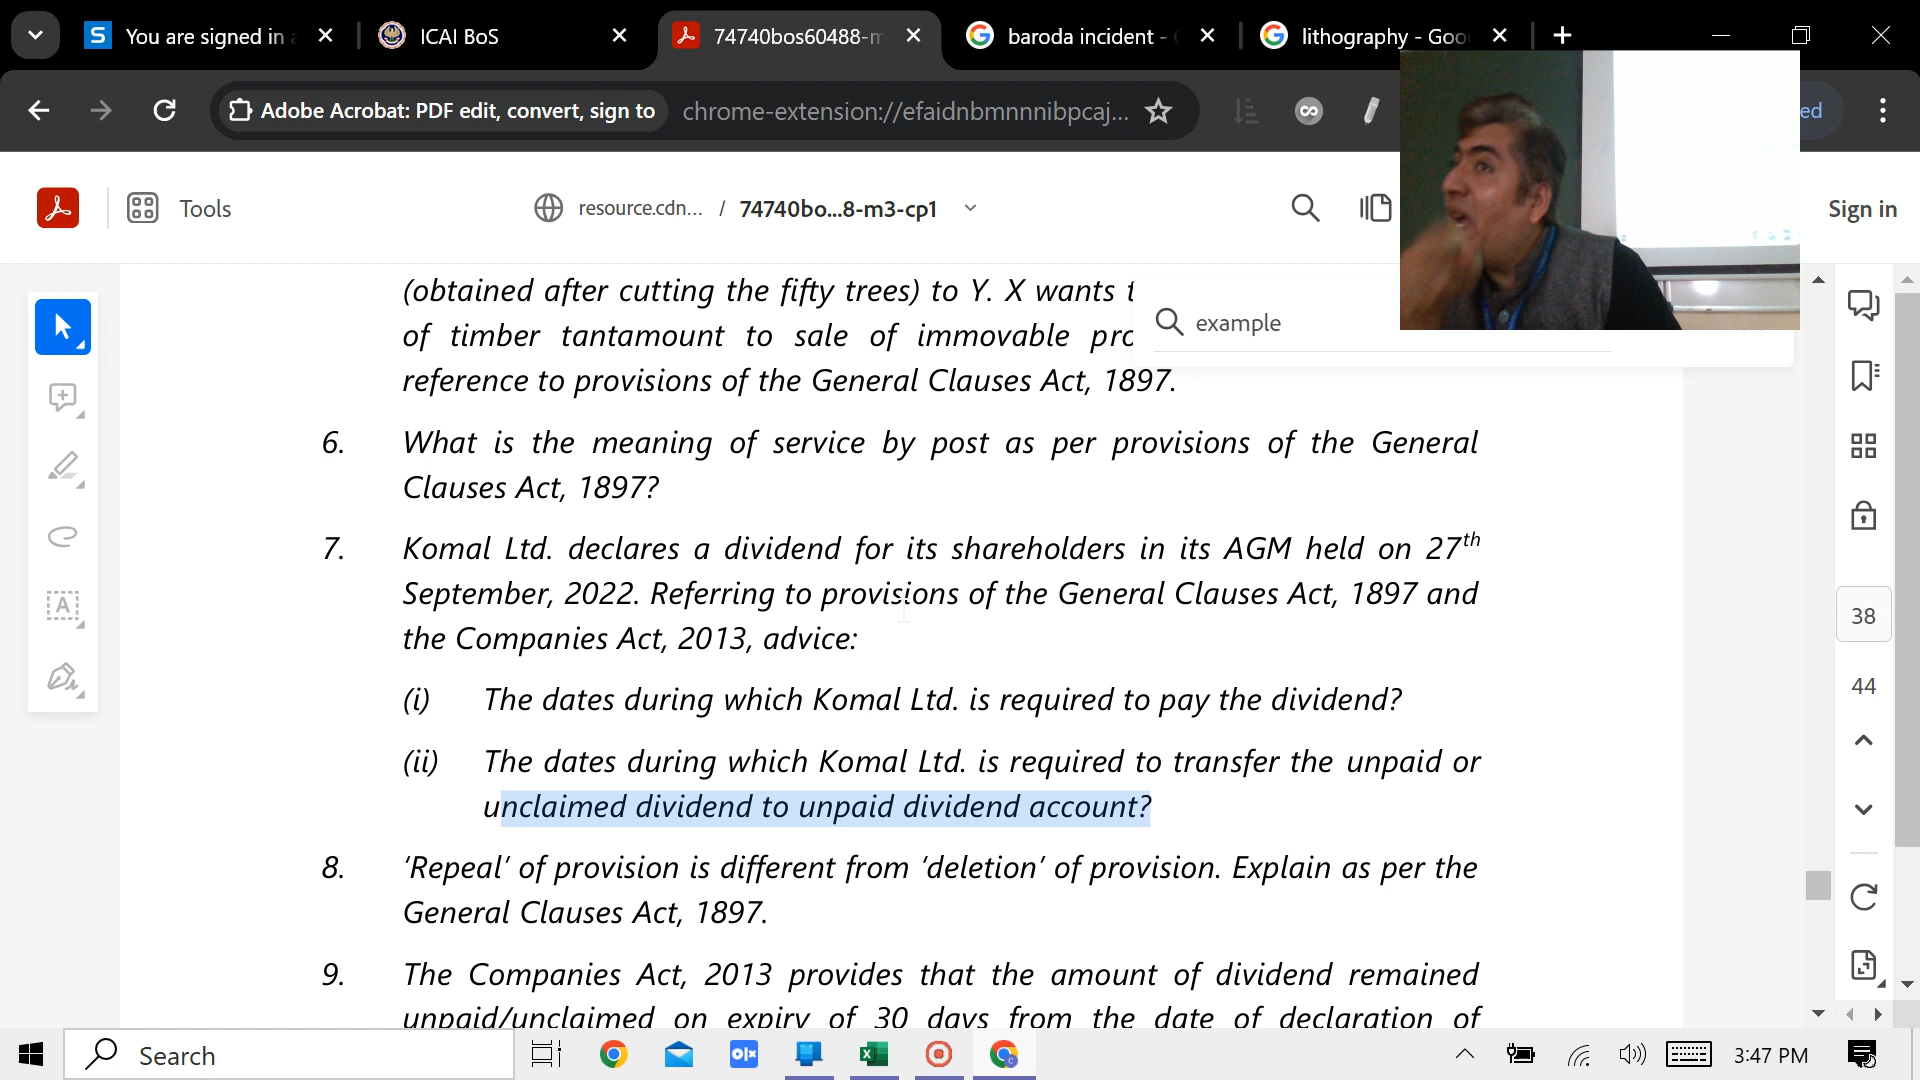 You are signed in a
ICAI BoS
74740bos60488-m
baroda incident - G
lithography - Goo
Adobe Acrobat: PDF edit, convert, sign to
chrome-extension://efaidnbmnnnibpcaj...
ed
Tools
resource.cdn... / 74740bo...8-m3-cp1
Sign in
example
(obtained after cutting the fifty trees) to Y. X wants t
of timber tantamount to sale of immovable pro
reference to provisions of the General Clauses Act, 1897.
6. What is the meaning of service by post as per provisions of the General
Clauses Act, 1897?
7. Komal Ltd. declares a dividend for its shareholders in its AGM held on 27th
September, 2022. Referring to provisions of the General Clauses Act, 1897 and
the Companies Act, 2013, advice:
(i) The dates during which Komal Ltd. is required to pay the dividend?
(ii) The dates during which Komal Ltd. is required to transfer the unpaid or
unclaimed dividend to unpaid dividend account?
8. 'Repeal' of provision is different from 'deletion' of provision. Explain as per the
General Clauses Act, 1897.
9. The Companies Act, 2013 provides that the amount of dividend remained
unpaid/unclaimed on expiry of 30 days from the date of declaration of
38
44
Search
3:47 PM